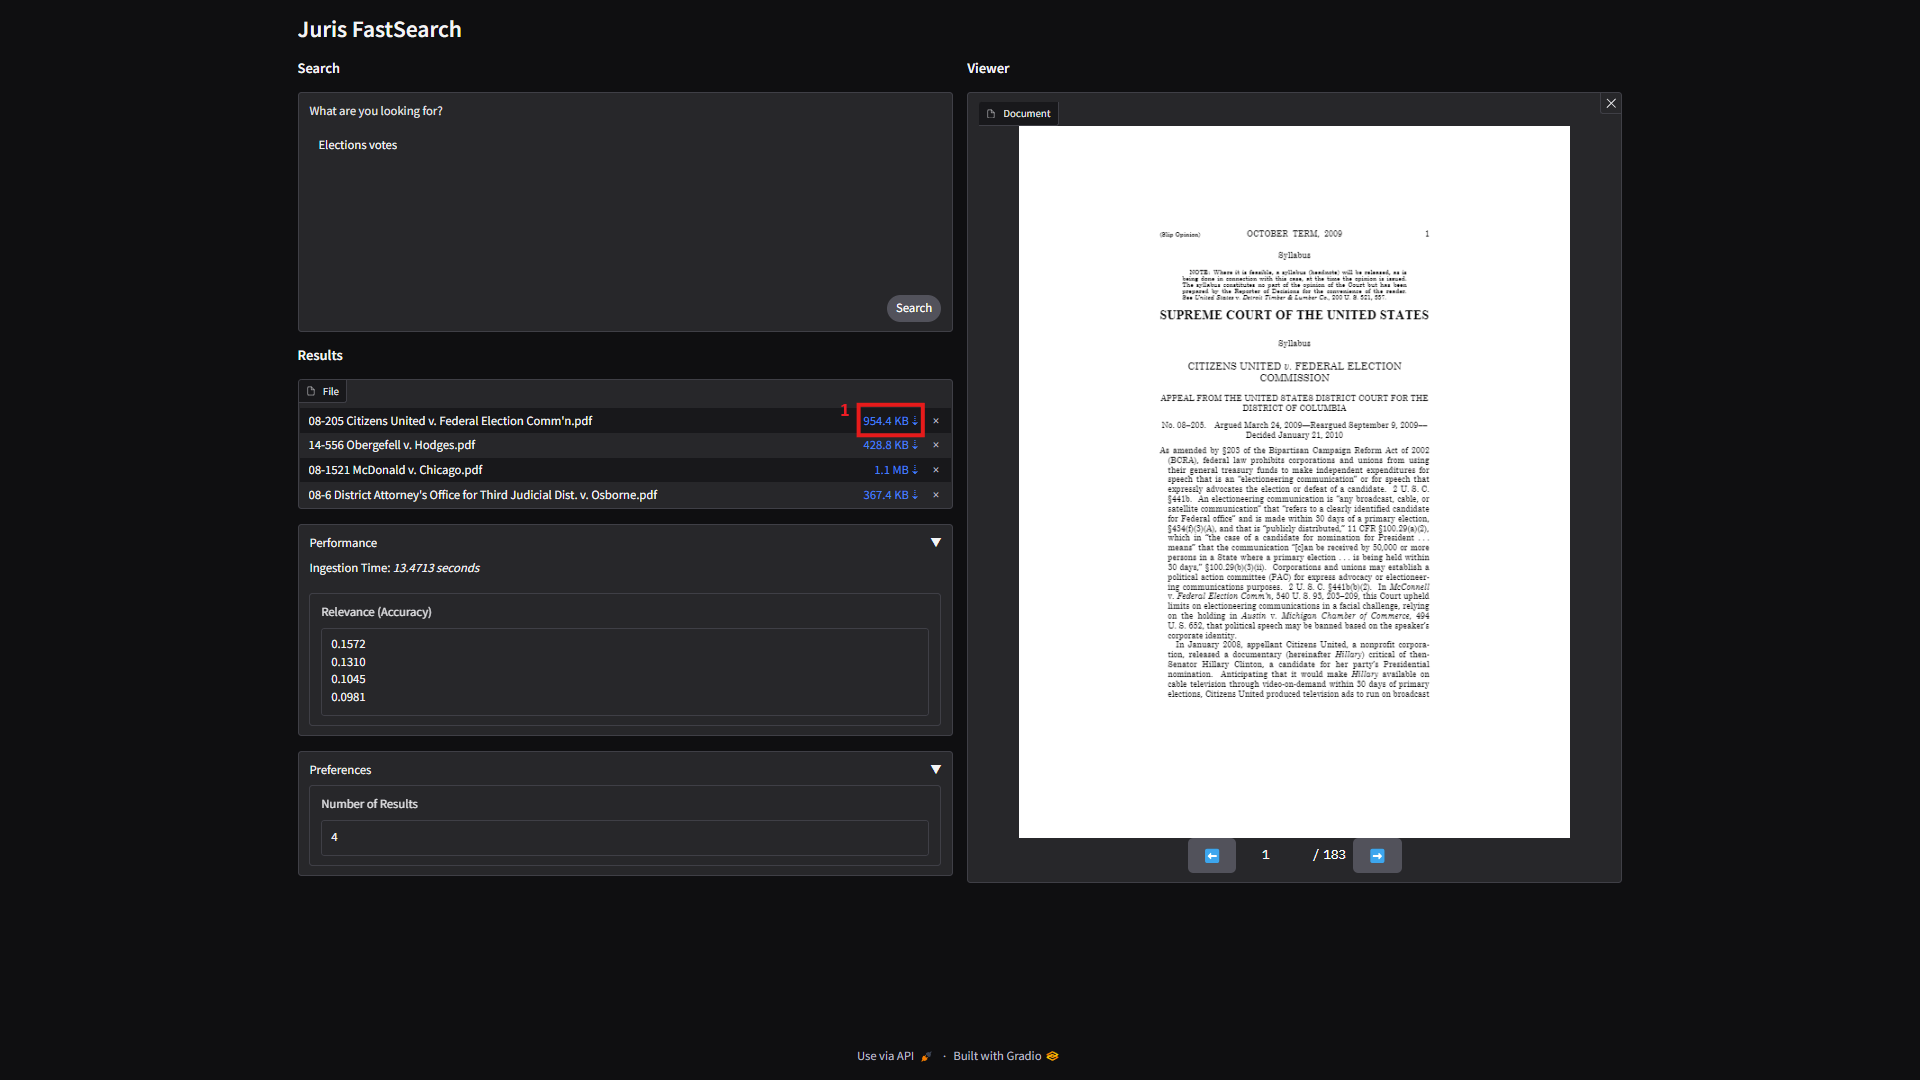 Juris FastSearch
Search
What are you looking for?
Elections votes
Search
Results
File
1
08-205 Citizens United v. Federal Election Comm'n.pdf 954.4 KB ⇣ ×
14-556 Obergefell v. Hodges.pdf 428.8 KB ⇣ ×
08-1521 McDonald v. Chicago.pdf 1.1 MB ⇣ ×
08-6 District Attorney's Office for Third Judicial Dist. v. Osborne.pdf 367.4 KB ⇣ ×
Performance ▼
Ingestion Time: 13.4713 seconds
Relevance (Accuracy)
0.1572
0.1310
0.1045
0.0981
Preferences ▼
Number of Results
4
Viewer
Document
(Slip Opinion) OCTOBER TERM, 2009 1
Syllabus
NOTE: Where it is feasible, a syllabus (headnote) will be released, as is
being done in connection with this case, at the time the opinion is issued.
The syllabus constitutes no part of the opinion of the Court but has been
prepared by the Reporter of Decisions for the convenience of the reader.
See United States v. Detroit Timber & Lumber Co., 200 U. S. 321, 337.
SUPREME COURT OF THE UNITED STATES
Syllabus
CITIZENS UNITED v. FEDERAL ELECTION
COMMISSION
APPEAL FROM THE UNITED STATES DISTRICT COURT FOR THE
DISTRICT OF COLUMBIA
No. 08–205. Argued March 24, 2009—Reargued September 9, 2009––
Decided January 21, 2010
As amended by §203 of the Bipartisan Campaign Reform Act of 2002
(BCRA), federal law prohibits corporations and unions from using
their general treasury funds to make independent expenditures for
speech that is an “electioneering communication” or for speech that
expressly advocates the election or defeat of a candidate. 2 U. S. C.
§441b. An electioneering communication is “any broadcast, cable, or
satellite communication” that “refers to a clearly identified candidate
for Federal office” and is made within 30 days of a primary election,
§434(f)(3)(A), and that is “publicly distributed,” 11 CFR §100.29(a)(2),
which in “the case of a candidate for nomination for President . . .
means” that the communication “[c]an be received by 50,000 or more
persons in a State where a primary election . . . is being held within
30 days,” §100.29(b)(3)(ii). Corporations and unions may establish a
political action committee (PAC) for express advocacy or electioneer-
ing communications purposes. 2 U. S. C. §441b(b)(2). In McConnell
v. Federal Election Comm’n, 540 U. S. 93, 203–209, this Court upheld
limits on electioneering communications in a facial challenge, relying
on the holding in Austin v. Michigan Chamber of Commerce, 494
U. S. 652, that political speech may be banned based on the speaker’s
corporate identity.
In January 2008, appellant Citizens United, a nonprofit corpora-
tion, released a documentary (hereinafter Hillary) critical of then-
Senator Hillary Clinton, a candidate for her party’s Presidential
nomination. Anticipating that it would make Hillary available on
cable television through video-on-demand within 30 days of primary
elections, Citizens United produced television ads to run on broadcast
1 / 183
Use via API · Built with Gradio